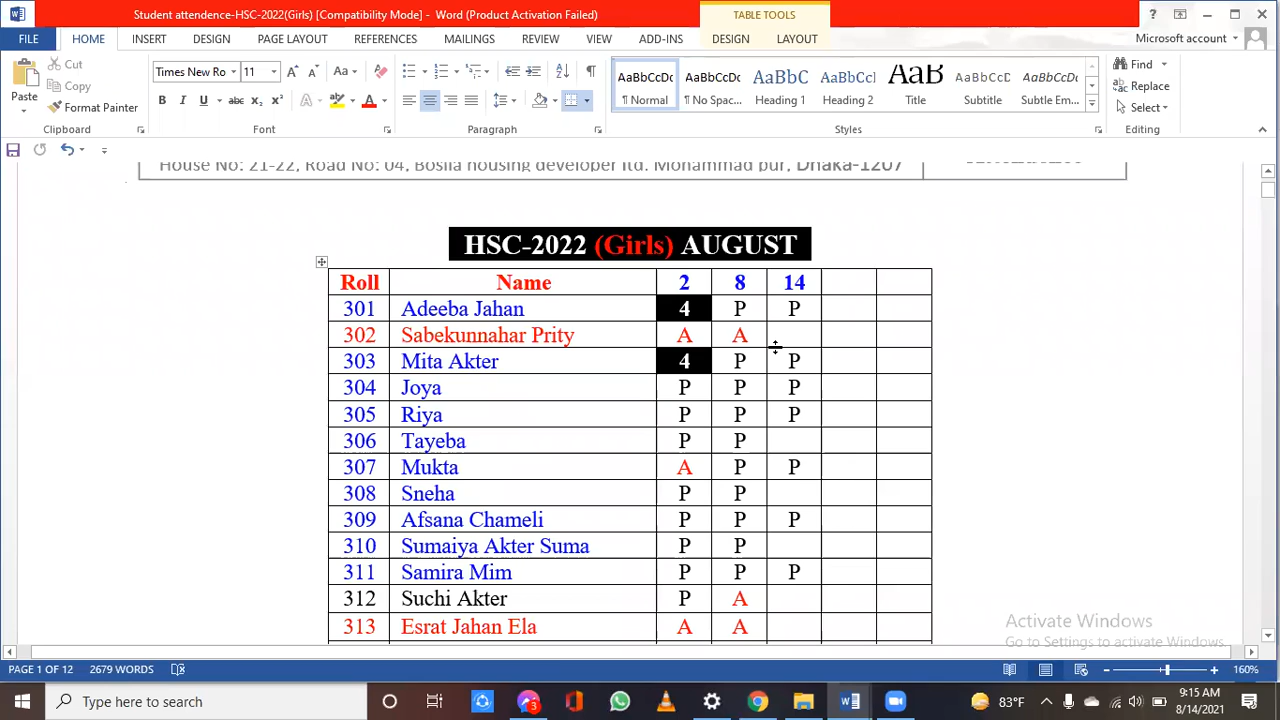 Student attendence-HSC-2022(Girls) [Compatibility Mode] - Word (Product Activation Failed)
TABLE TOOLS
?
FILE HOME INSERT DESIGN PAGE LAYOUT REFERENCES MAILINGS REVIEW VIEW ADD-INS DESIGN LAYOUT Microsoft account
Paste
Cut
Copy
Format Painter
Clipboard
Times New Ro 11
Font
Paragraph
AaBbCcDc AaBbCcDc AaBbC AaBbCc AaB AaBbCcD AaBbCcDc
¶ Normal ¶ No Spac... Heading 1 Heading 2 Title Subtitle Subtle Em...
Styles
Find
Replace
Select
Editing
House No: 21-22, Road No: 04, Bosila housing developer ltd. Mohammad pur, Dhaka-1207
HSC-2022 (Girls) AUGUST
Roll Name 2 8 14
301 Adeeba Jahan 4 P P
302 Sabekunnahar Prity A A
303 Mita Akter 4 P P
304 Joya P P P
305 Riya P P P
306 Tayeba P P
307 Mukta A P P
308 Sneha P P
309 Afsana Chameli P P P
310 Sumaiya Akter Suma P P
311 Samira Mim P P P
312 Suchi Akter P A
313 Esrat Jahan Ela A A
Activate Windows
Go to Settings to activate Windows.
PAGE 1 OF 12 2679 WORDS 160%
Type here to search
3
83°F
9:15 AM
8/14/2021